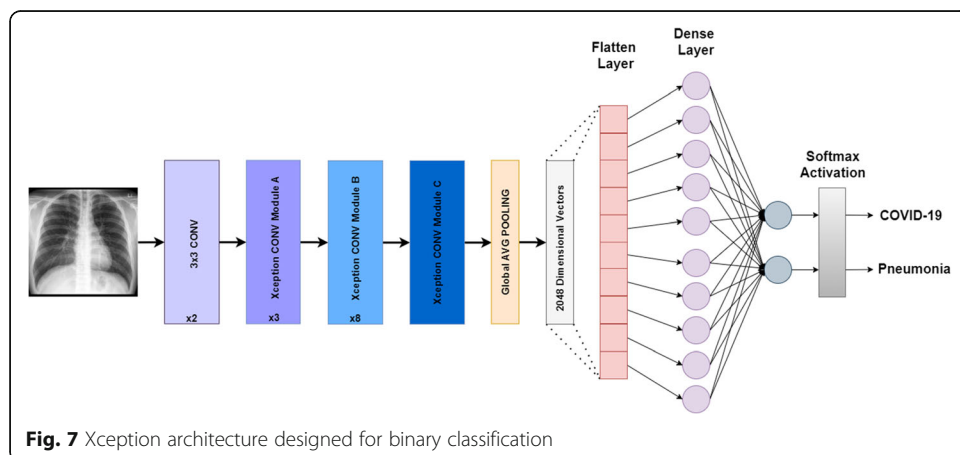 Flatten
Layer
Dense
Layer
3x3 CONV
x2
Xception CONV Module A
x3
Xception CONV Module B
x8
Xception CONV Module C
Global AVG POOLING
2048 Dimensional Vectors
Softmax
Activation
COVID-19
Pneumonia
Fig. 7 Xception architecture designed for binary classification